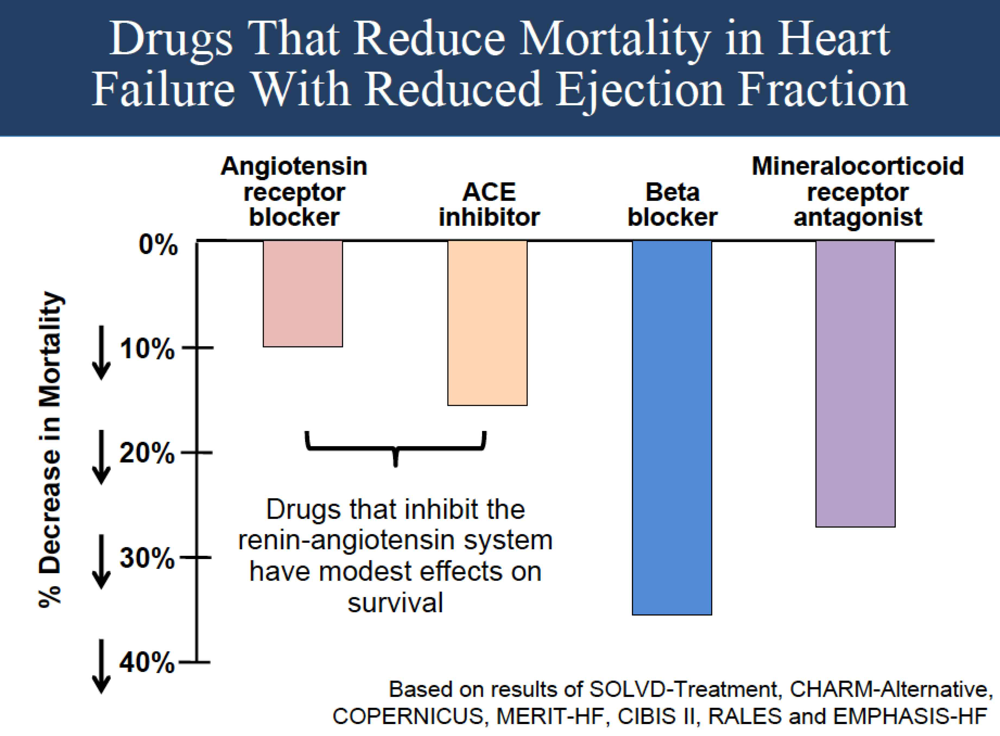 Drugs That Reduce Mortality in Heart
Failure With Reduced Ejection Fraction
Angiotensin
receptor
blocker
ACE
inhibitor
Beta
blocker
Mineralocorticoid
receptor
antagonist
% Decrease in Mortality
0%
10%
20%
30%
40%
Drugs that inhibit the
renin-angiotensin system
have modest effects on
survival
Based on results of SOLVD-Treatment, CHARM-Alternative,
COPERNICUS, MERIT-HF, CIBIS II, RALES and EMPHASIS-HF